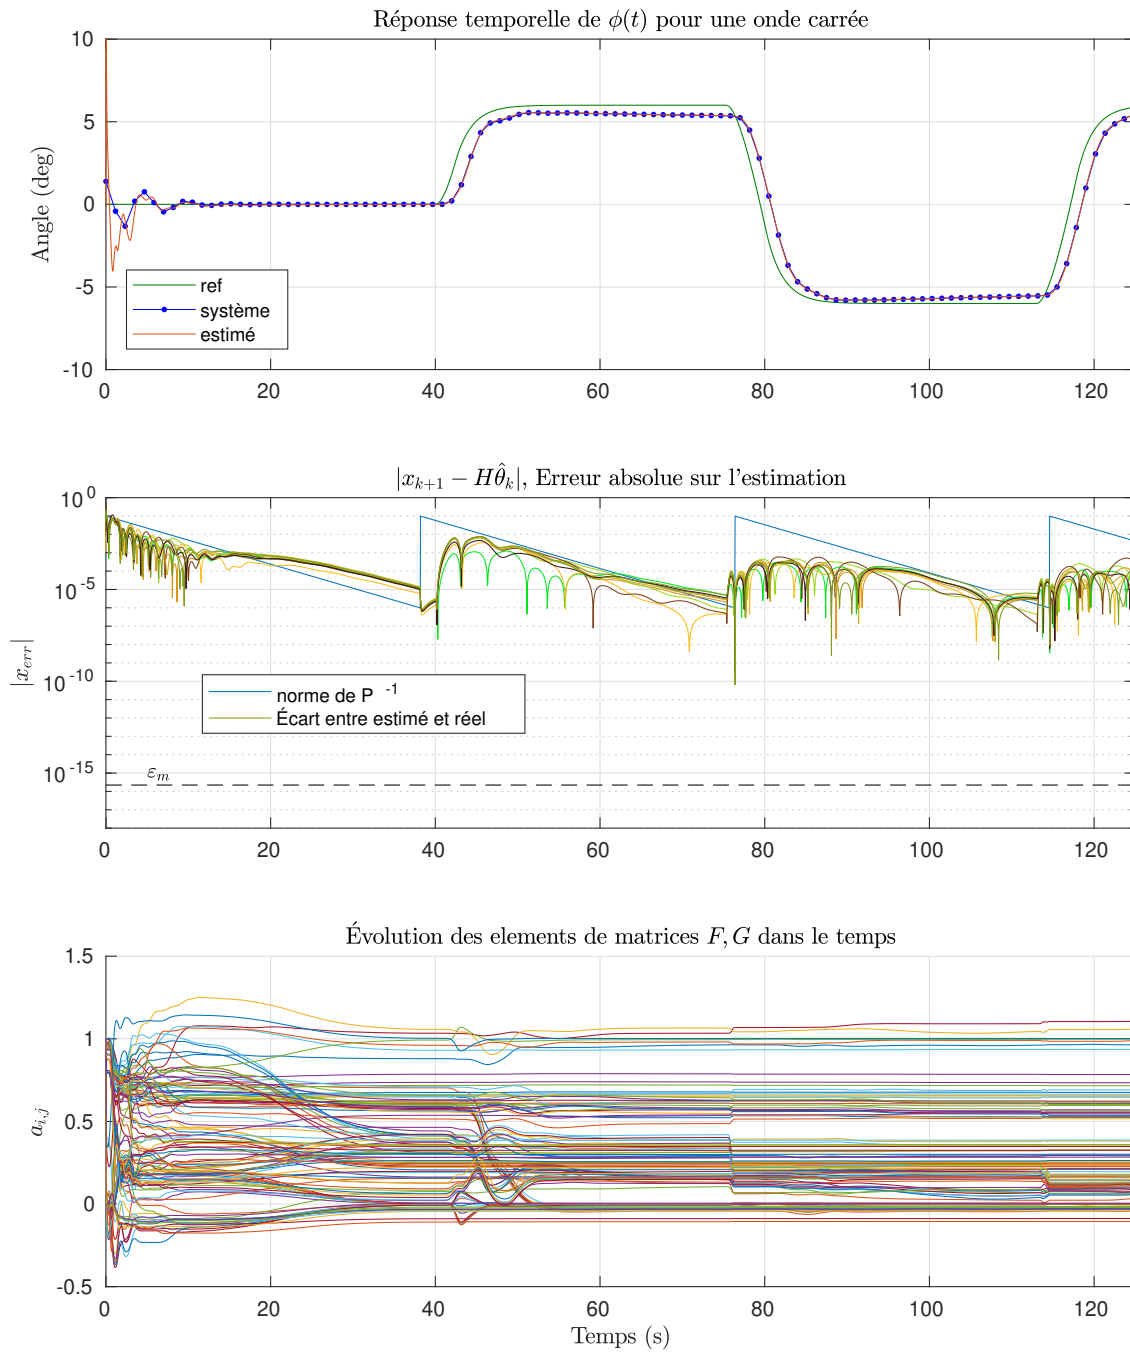 Réponse temporelle de ϕ(t) pour une onde carrée
10
5
0
-5
-10
Angle (deg)
ref
système
estimé
0 20 40 60 80 100 120
|x_{k+1} − Hθ̂_k|, Erreur absolue sur l'estimation
10^0
10^-5
10^-10
10^-15
|x_{err}|
norme de P^-1
Écart entre estimé et réel
ε_m
0 20 40 60 80 100 120
Évolution des elements de matrices F, G dans le temps
1.5
1
0.5
0
-0.5
a_{i,j}
0 20 40 60 80 100 120
Temps (s)